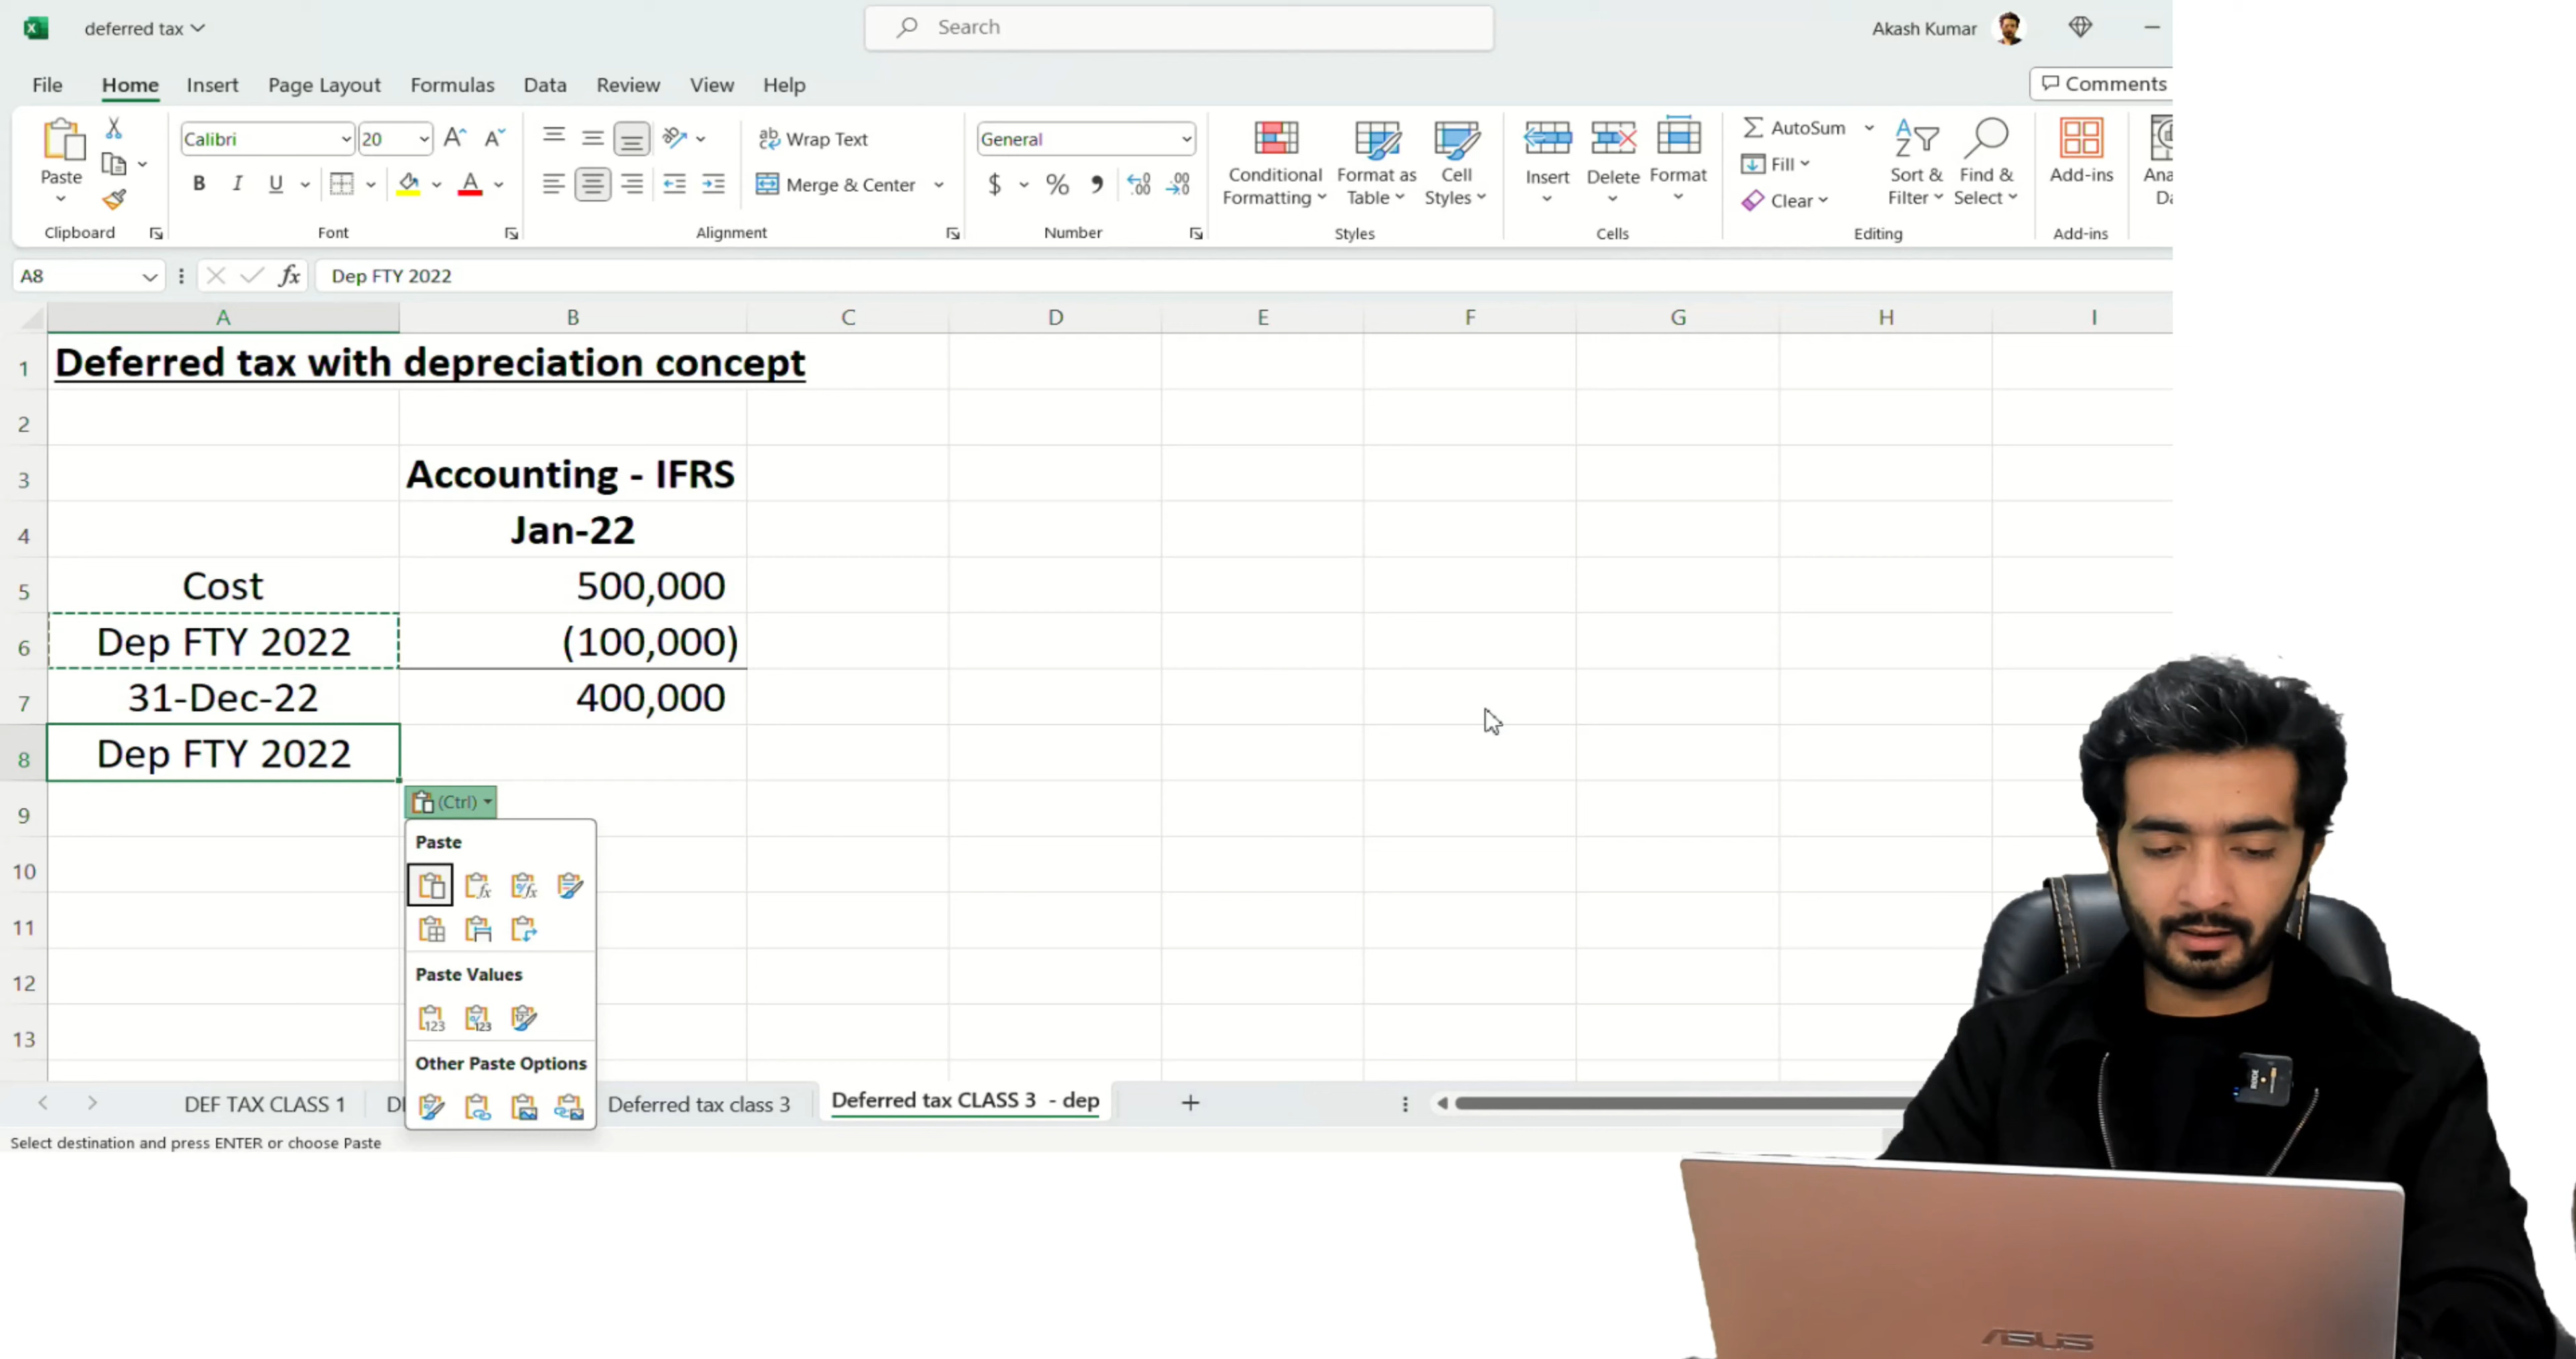 deferred tax
Search
Akash Kumar
File Home Insert Page Layout Formulas Data Review View Help
Comments
Paste
Calibri 20
Wrap Text
Merge & Center
General
Conditional Formatting
Format as Table
Cell Styles
Insert Delete Format
AutoSum
Fill
Clear
Sort & Filter
Find & Select
Add-ins
Clipboard Font Alignment Number Styles Cells Editing Add-ins
A8 fx Dep FTY 2022
A B C D E F G H I
1 Deferred tax with depreciation concept
2
3 Accounting - IFRS
4 Jan-22
5 Cost 500,000
6 Dep FTY 2022 (100,000)
7 31-Dec-22 400,000
8 Dep FTY 2022
9 (Ctrl)
Paste
10
11
Paste Values
12
13
Other Paste Options
DEF TAX CLASS 1 Deferred tax class 3 Deferred tax CLASS 3 - dep
Select destination and press ENTER or choose Paste
RODE
ASUS